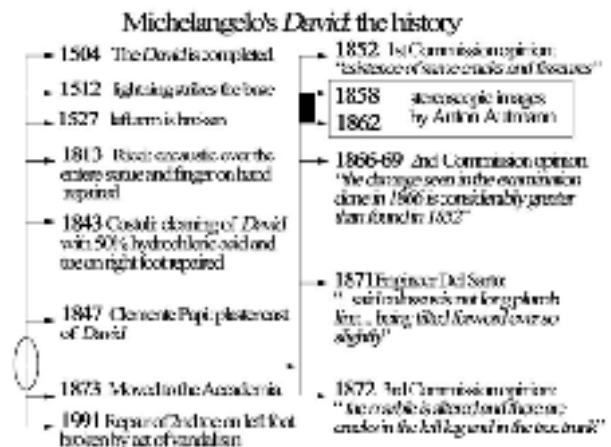 Michelangelo's David: the history
1504 The David is completed
1512 lightning strikes the base
1527 left arm is broken
1813 Ricci: encaustic over the
entere statue and finger on hand
repaired
1843 Costoli: cleaning of David
with 50% hydrochloric acid and
toe on right foot repaired
1847 Clemente Papi: plaster cast
of David
1873 Moved to the Accademia
1991 Repair of 2nd toe on left foot
broken by act of vandalism
1852 1st Commission opinion:
"existence of some cracks and fissures"
1858 stereoscopic images
1862 by Anton
1866-69 2nd Commission opinion:
"the damage seen in the examination
done in 1866 is considerably greater
than found in 1852"
1871 Engineer Del Sarto:
"said colossus is not long plumb
line... being tilted forward ever so
slightly"
1872 3rd Commission opinion:
"the marble is altered and there are
cracks in the left leg and in the tree trunk"